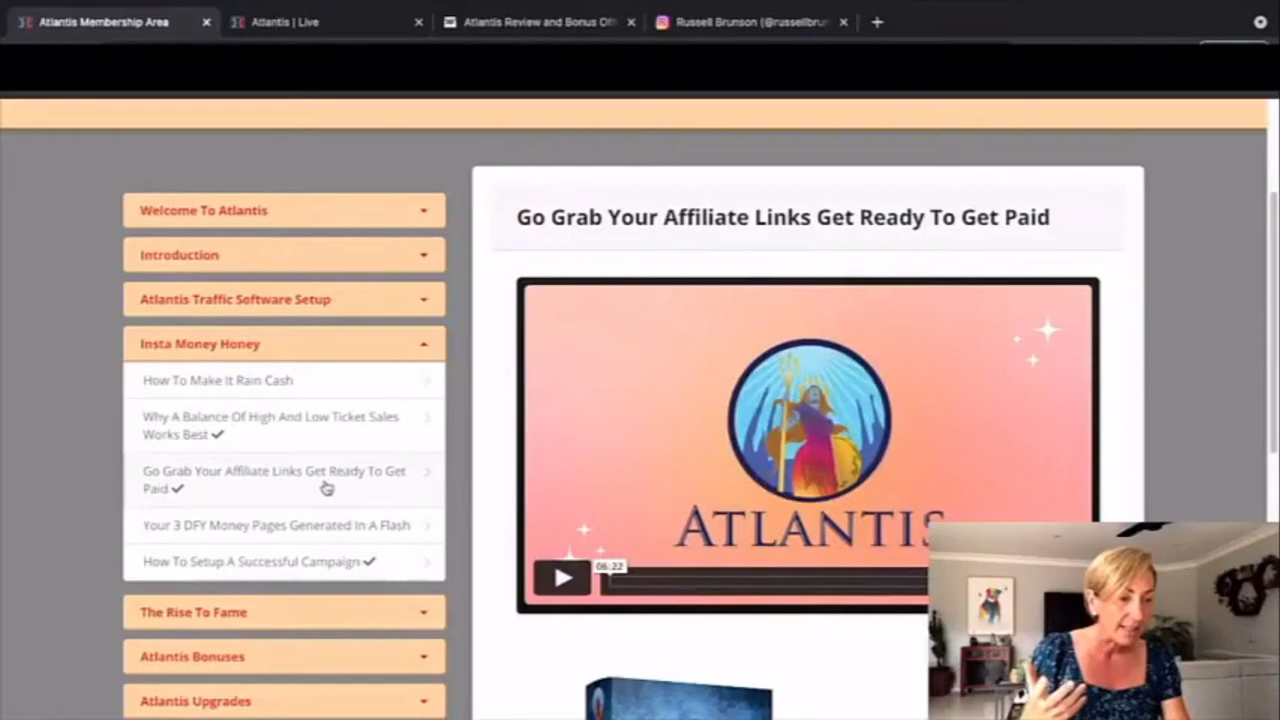 Atlantis Membership Area
Atlantis | Live
Atlantis Review and Bonus Off
Russell Brunson (@russellbrun
Welcome To Atlantis
Introduction
Atlantis Traffic Software Setup
Insta Money Honey
How To Make It Rain Cash
Why A Balance Of High And Low Ticket Sales
Works Best
Go Grab Your Affiliate Links Get Ready To Get
Paid
Your 3 DFY Money Pages Generated In A Flash
How To Setup A Successful Campaign
The Rise To Fame
Atlantis Bonuses
Atlantis Upgrades
Go Grab Your Affiliate Links Get Ready To Get Paid
ATLANTIS
06:22